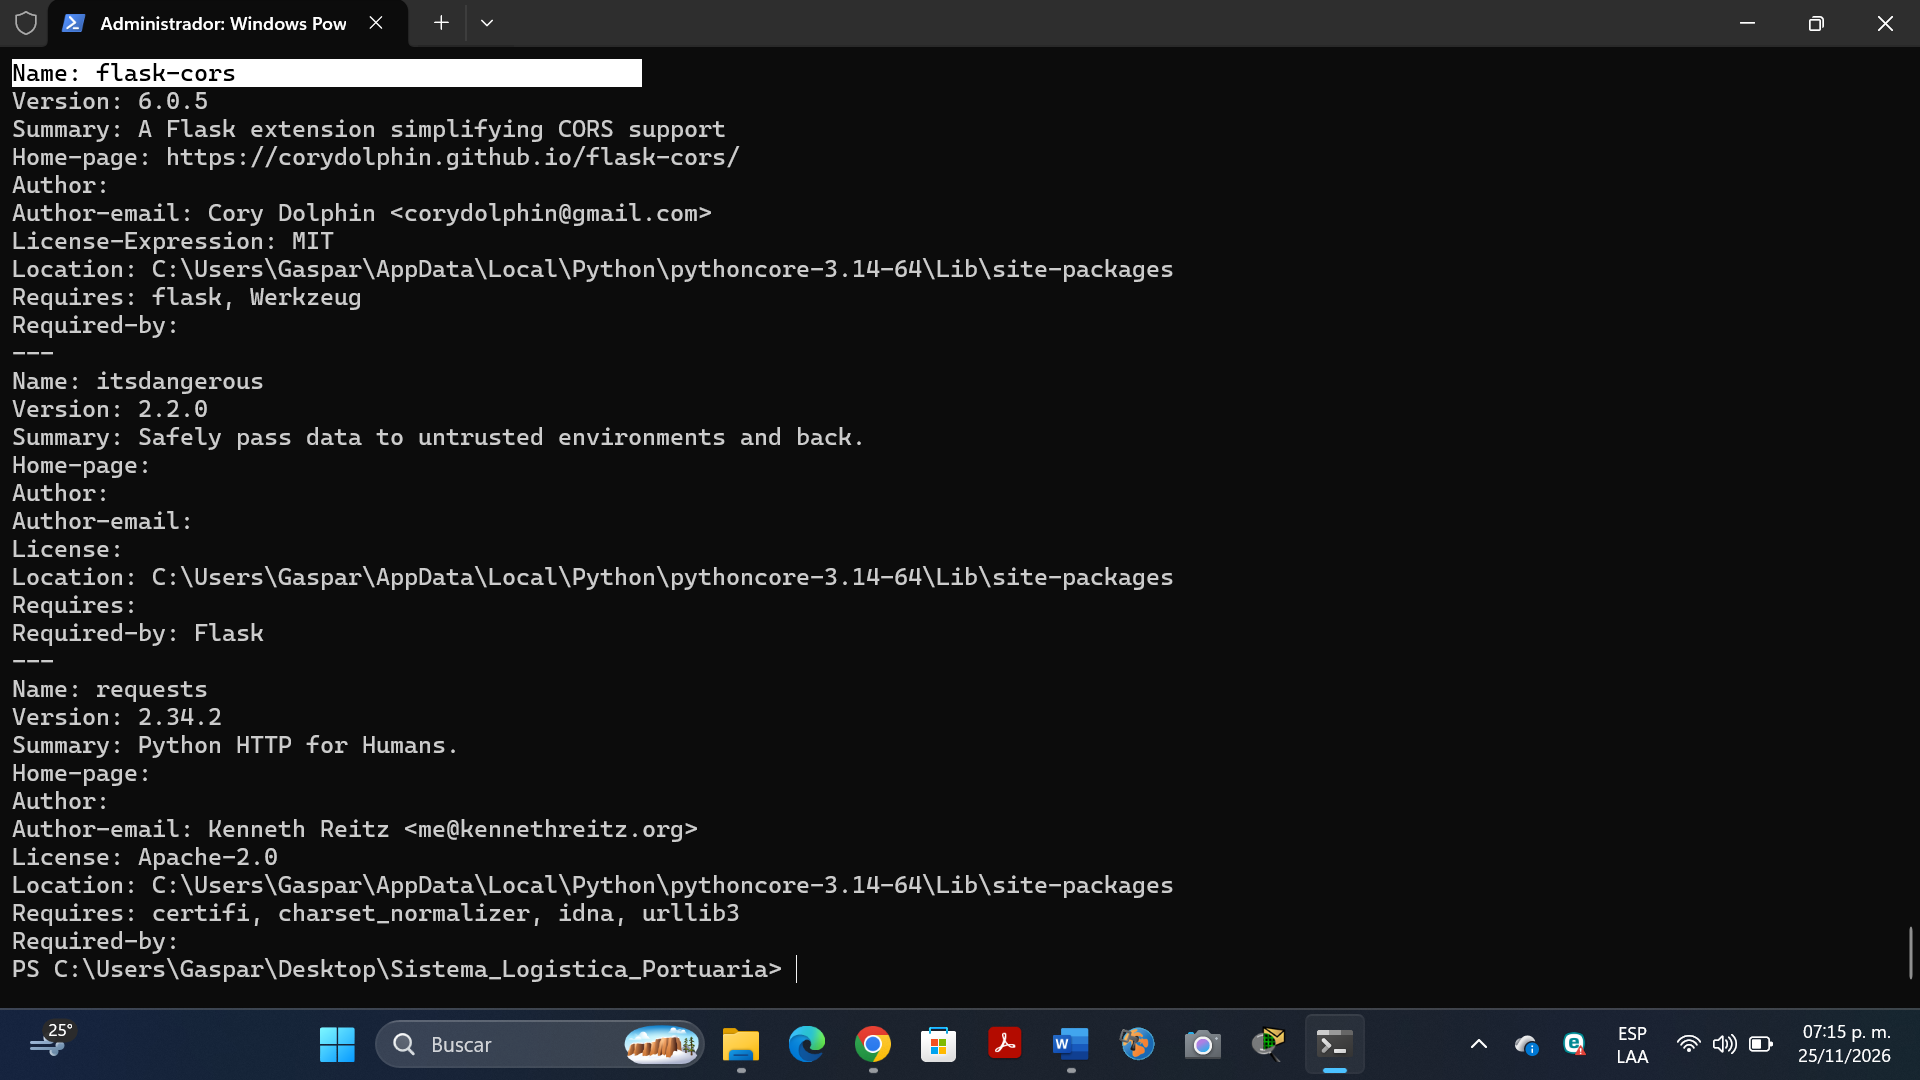 Administrador: Windows Pow
Name: flask-cors
Version: 6.0.5
Summary: A Flask extension simplifying CORS support
Home-page: https://corydolphin.github.io/flask-cors/
Author:
Author-email: Cory Dolphin <corydolphin@gmail.com>
License-Expression: MIT
Location: C:\Users\Gaspar\AppData\Local\Python\pythoncore-3.14-64\Lib\site-packages
Requires: flask, Werkzeug
Required-by:
---
Name: itsdangerous
Version: 2.2.0
Summary: Safely pass data to untrusted environments and back.
Home-page:
Author:
Author-email:
License:
Location: C:\Users\Gaspar\AppData\Local\Python\pythoncore-3.14-64\Lib\site-packages
Requires:
Required-by: Flask
---
Name: requests
Version: 2.34.2
Summary: Python HTTP for Humans.
Home-page:
Author:
Author-email: Kenneth Reitz <me@kennethreitz.org>
License: Apache-2.0
Location: C:\Users\Gaspar\AppData\Local\Python\pythoncore-3.14-64\Lib\site-packages
Requires: certifi, charset_normalizer, idna, urllib3
Required-by:
PS C:\Users\Gaspar\Desktop\Sistema_Logistica_Portuaria>
25°
Buscar
ESP
LAA
07:15 p. m.
25/11/2026